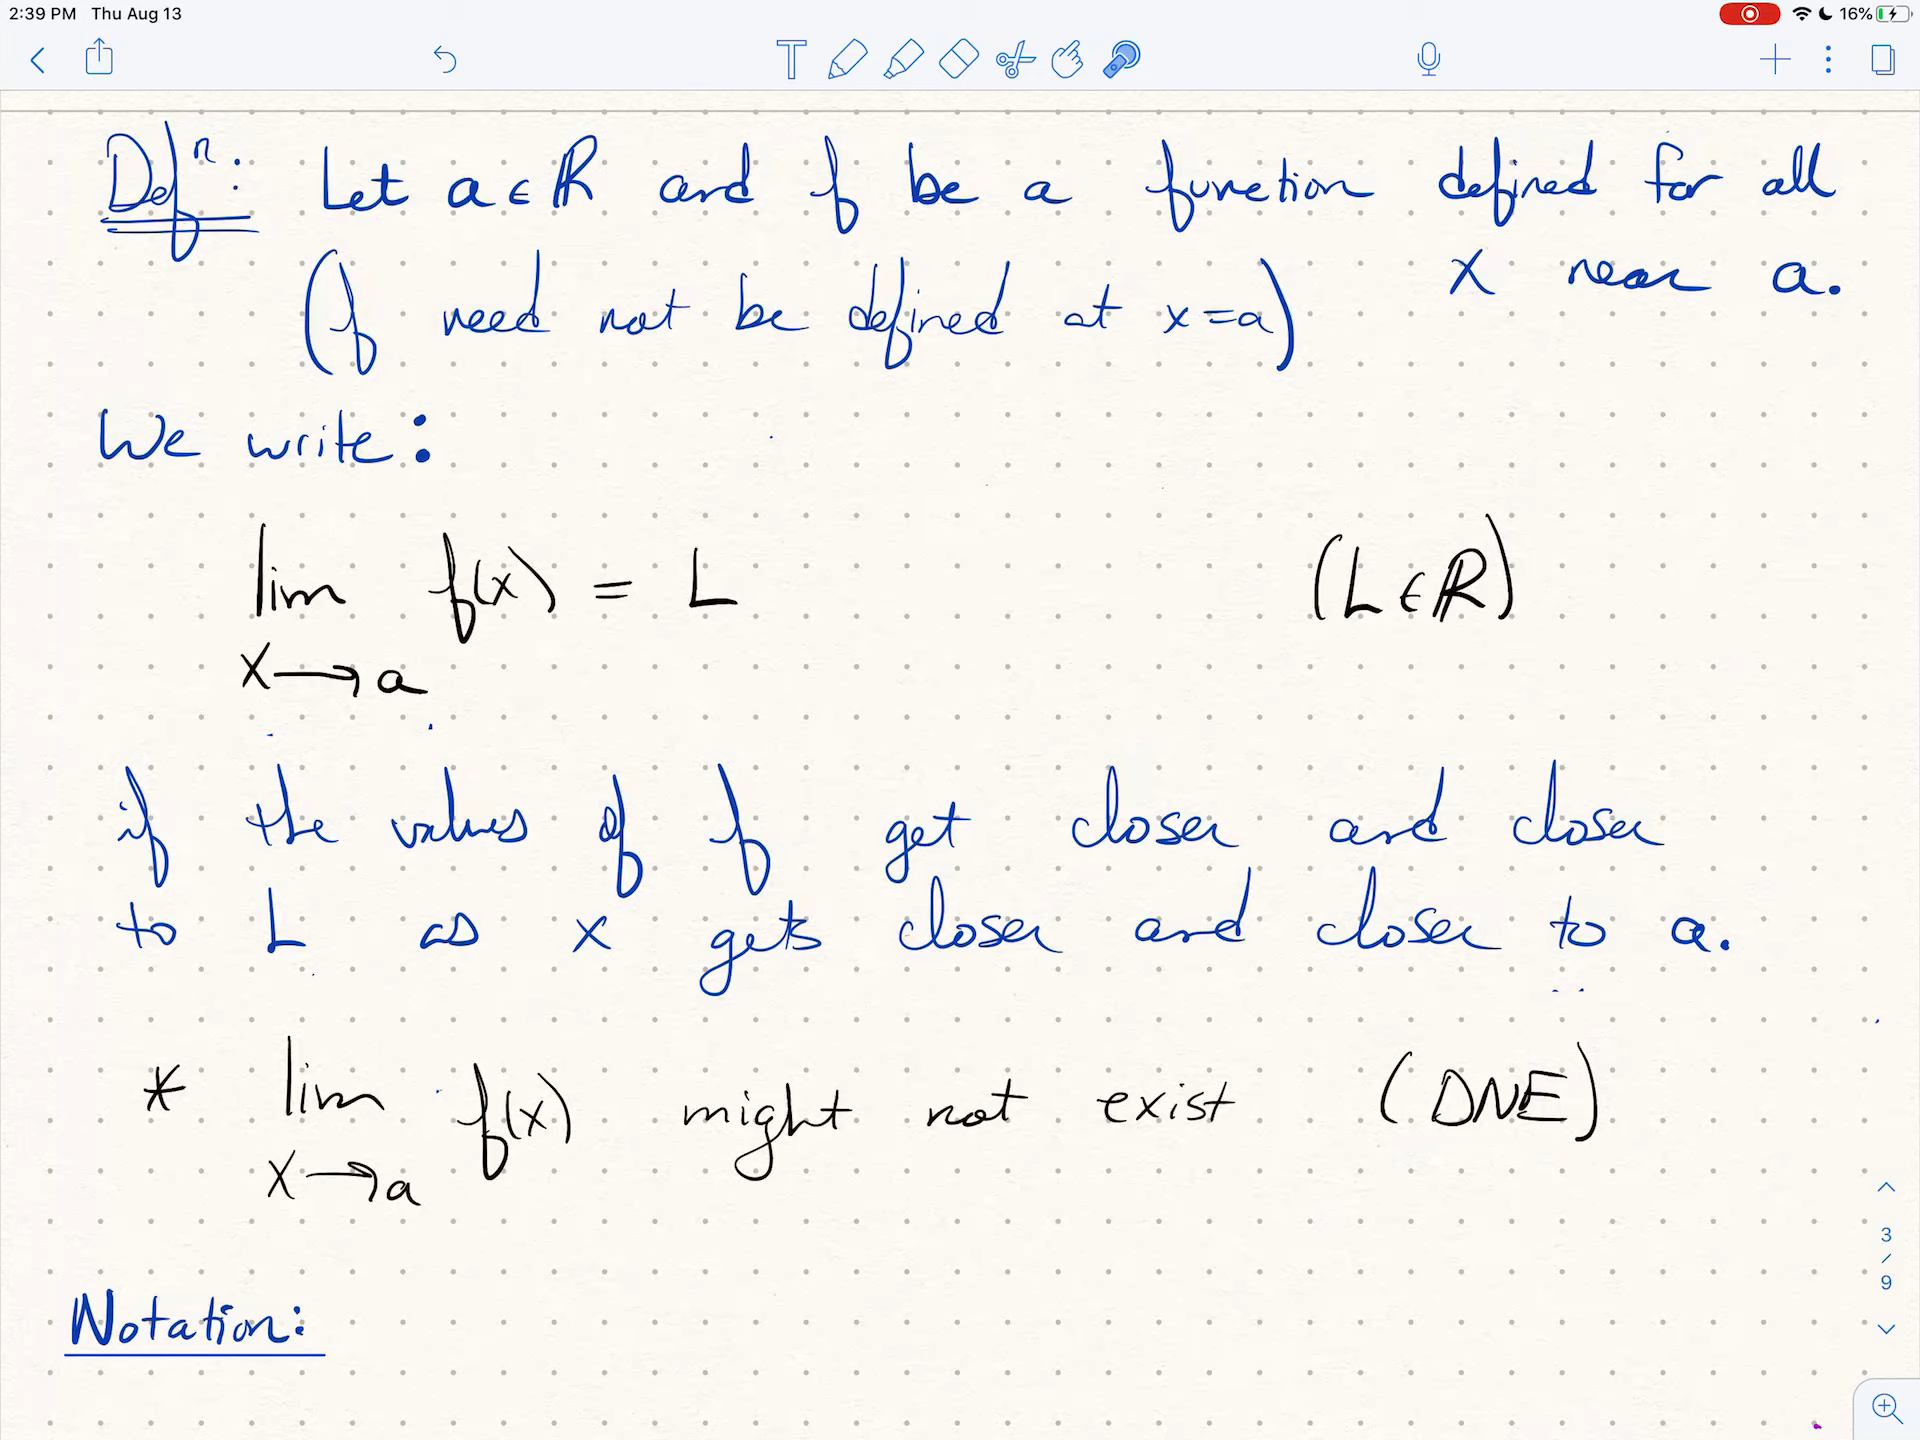 2:39 PM Thu Aug 13
16%
T
Defⁿ: Let a ∈ ℝ and f be a function defined for all
x near a.
(f need not be defined at x=a)
We write:
lim f(x) = L (L ∈ ℝ)
x→a
if the values of f get closer and closer
to L as x gets closer and closer to a.
* lim f(x) might not exist (DNE)
x→a
3
/
9
Notation: